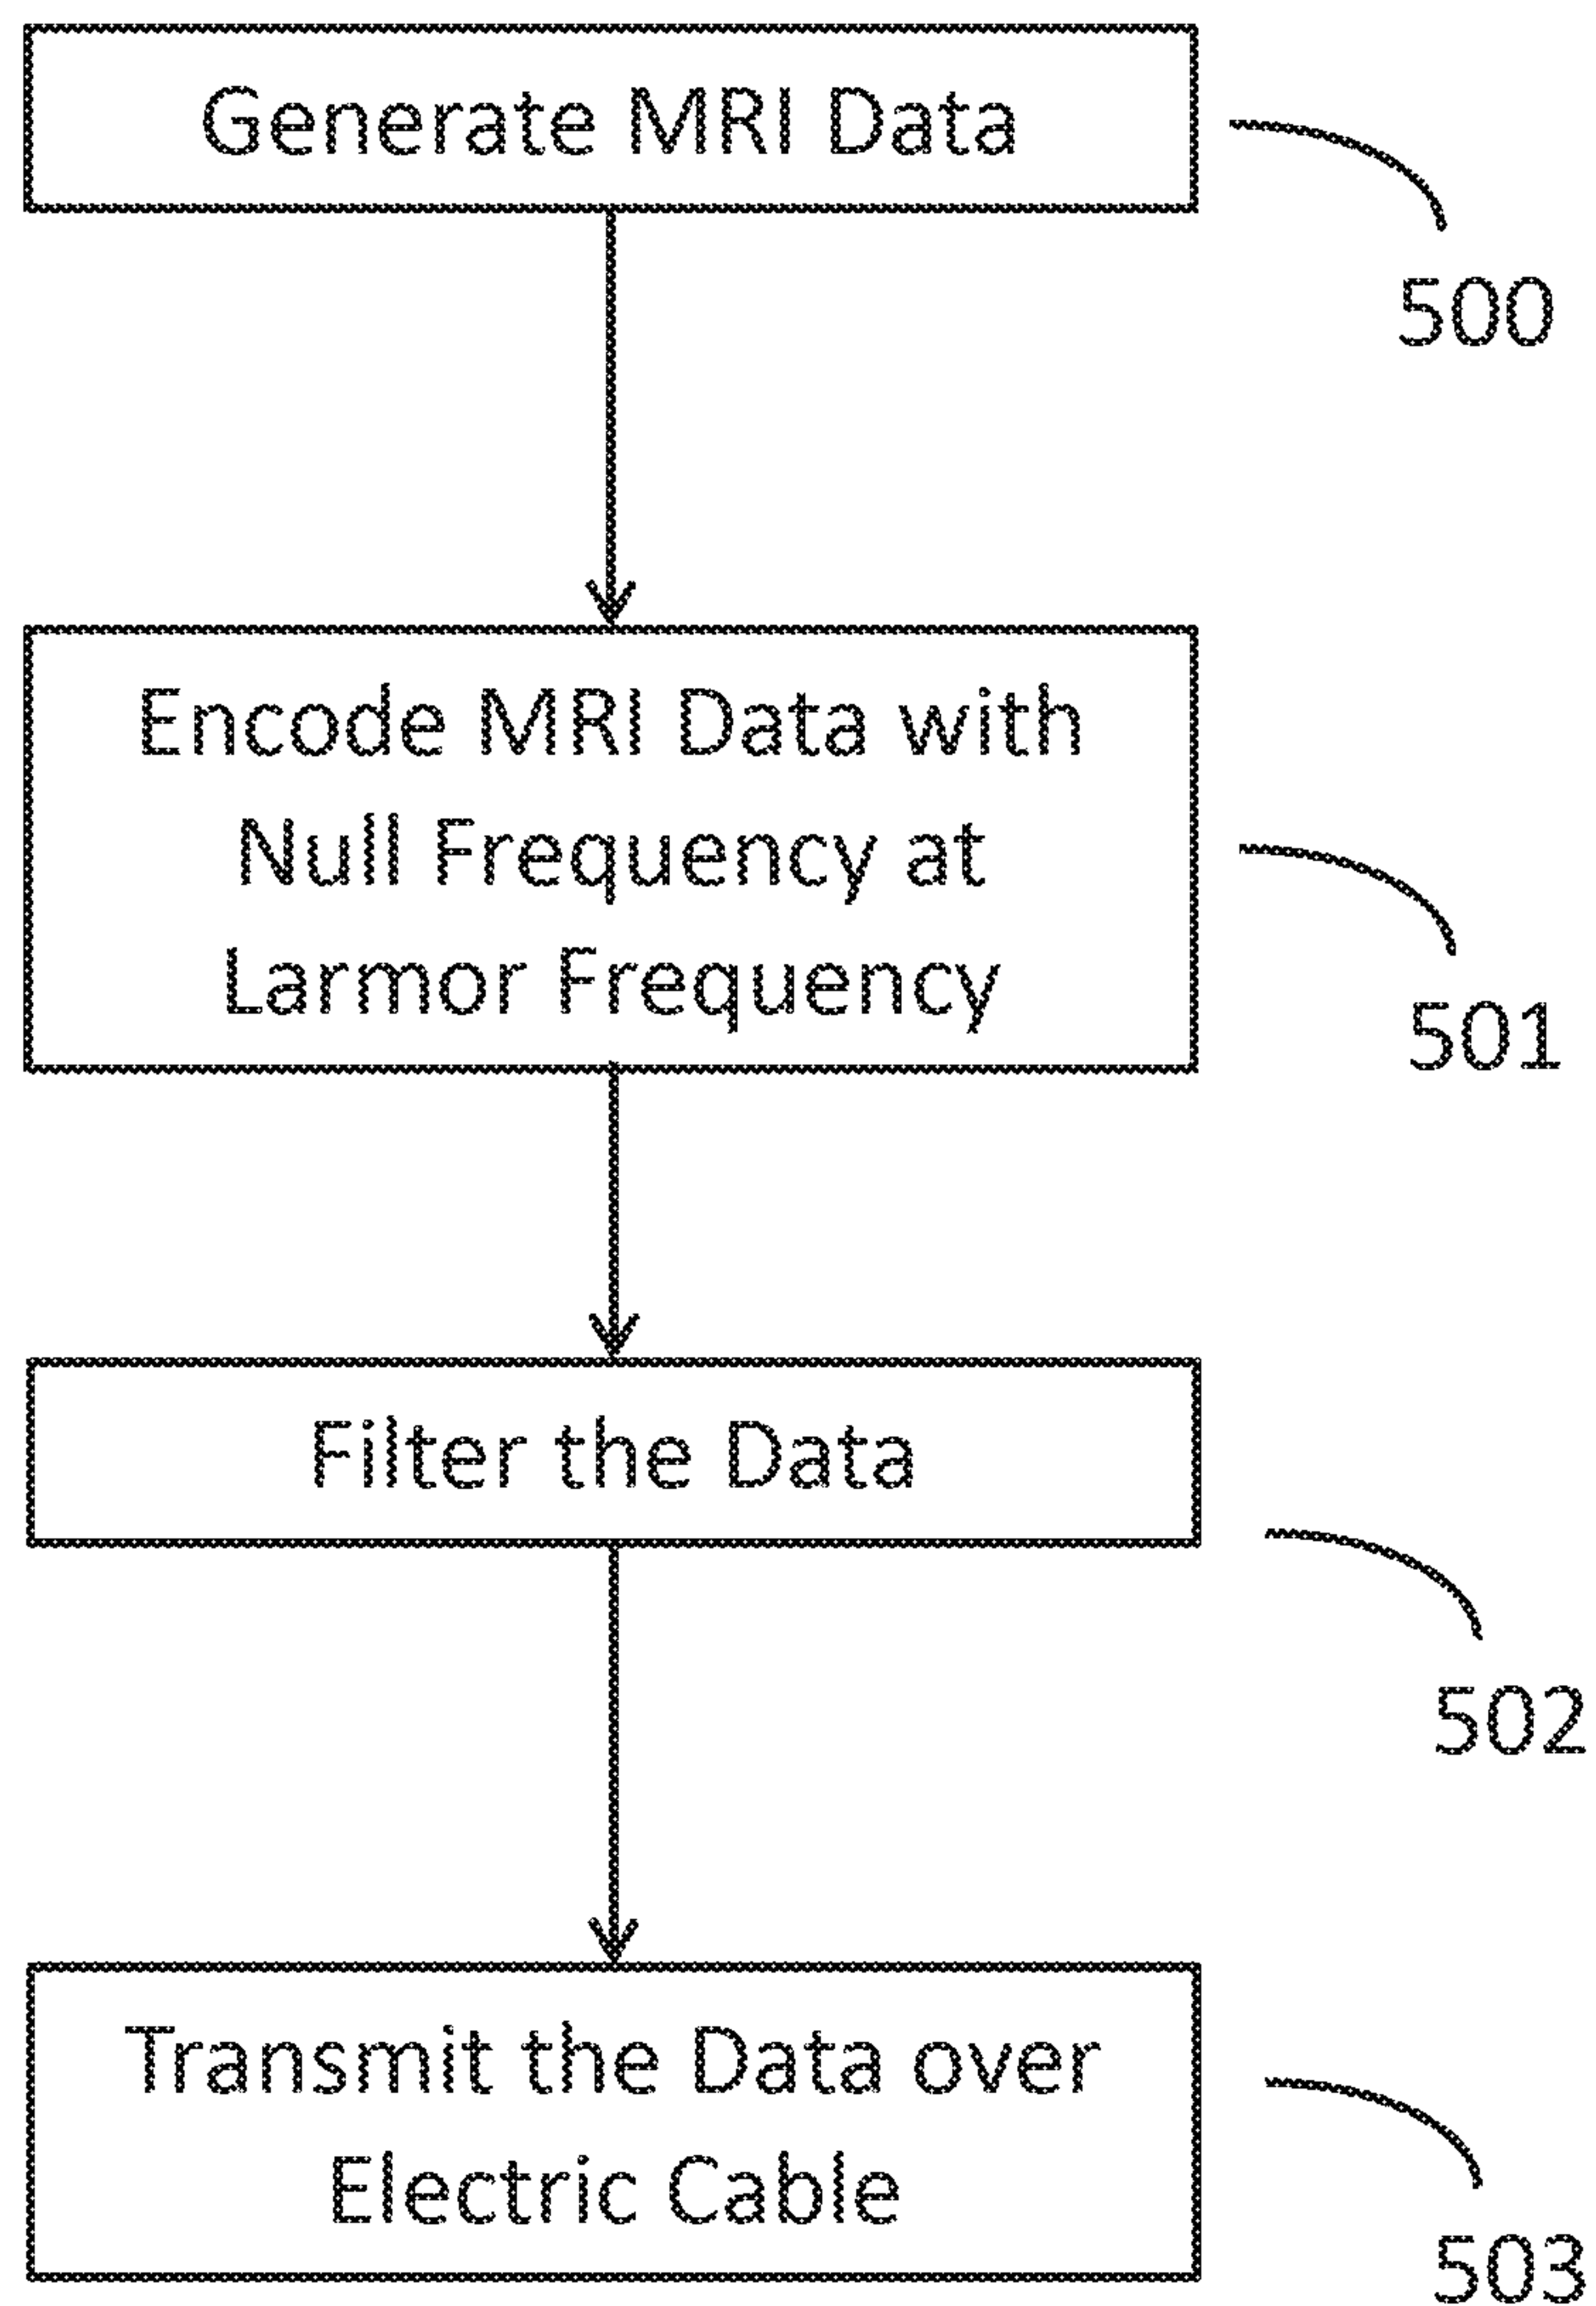 Generate MRI Data
500
Encode MRI Data with
Null Frequency at
Larmor Frequency
501
Filter the Data
502
Transmit the Data over
Electric Cable
503